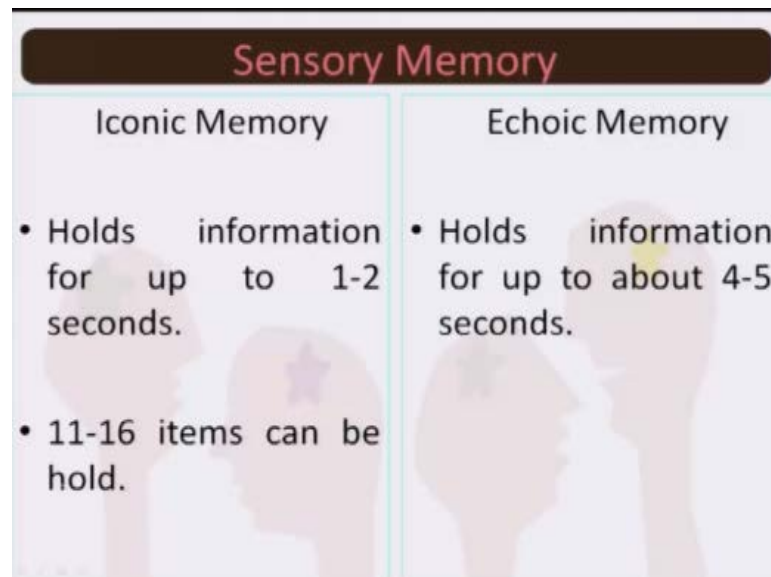 Sensory Memory
Iconic Memory
• Holds information
for up to 1-2
seconds.
• 11-16 items can be
hold.
Echoic Memory
• Holds information
for up to about 4-5
seconds.